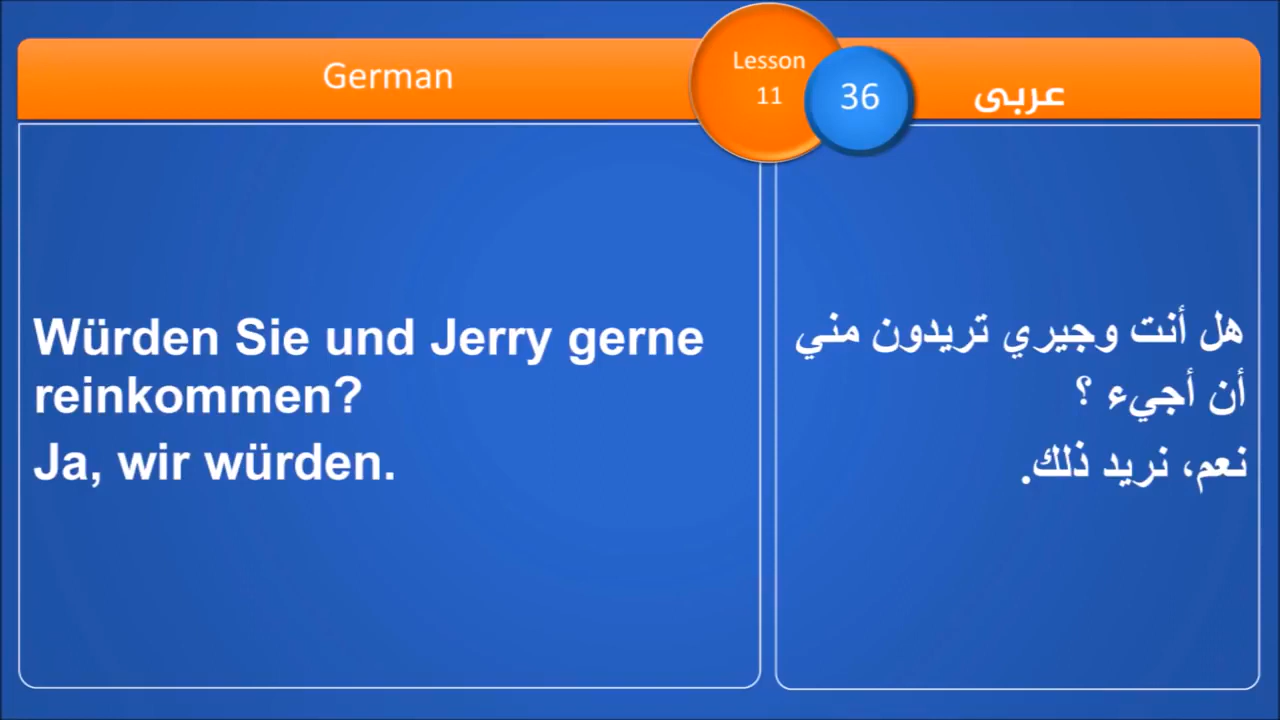 German
Lesson
11
36
عربى
Würden Sie und Jerry gerne
reinkommen?
Ja, wir würden.
هل أنت وجيري تريدون مني
أن أجيء ؟
نعم، نريد ذلك.